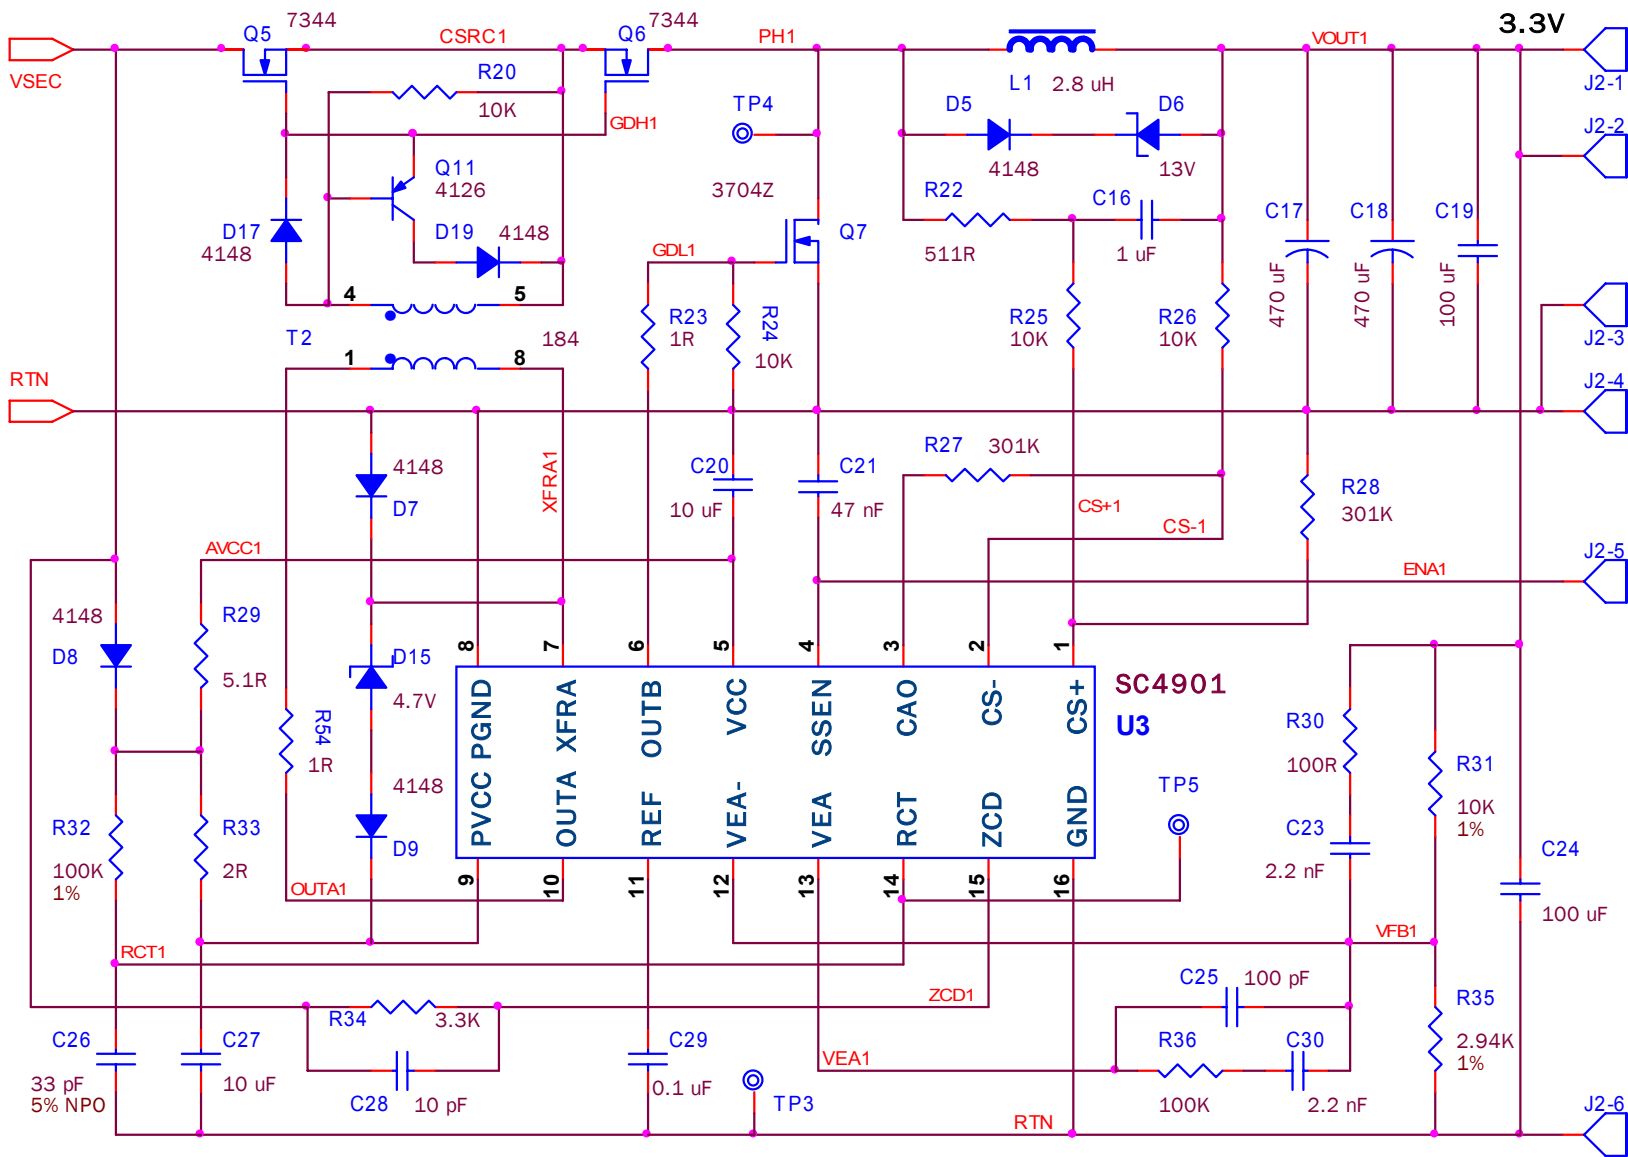 7344
Q5
CSRC1
Q6
7344
PH1
VOUT1
3.3V
VSEC
R20
10K
L1
2.8 uH
J2-1
TP4
GDH1
D5
D6
J2-2
Q11
4126
4148
13V
3704Z
R22
C16
C17
C18
C19
D17
4148
D19
4148
Q7
GDL1
511R
1 uF
470 uF
470 uF
100 uF
4
5
T2
184
R23
1R
R24
10K
R25
10K
R26
10K
J2-3
1
8
RTN
J2-4
4148
D7
XFRA1
C20
10 uF
C21
47 nF
R27
301K
R28
301K
CS+1
CS-1
AVCC1
ENA1
J2-5
4148
D8
R29
5.1R
D15
4.7V
8
7
6
5
4
3
2
1
PGND
XFRA
OUTB
VCC
SSEN
CAO
CS-
CS+
SC4901
U3
R54
1R
R30
100R
R31
10K
1%
4148
D9
PVCC
OUTA
REF
VEA-
VEA
RCT
ZCD
GND
TP5
R32
100K
1%
R33
2R
C23
2.2 nF
C24
100 uF
OUTA1
9
10
11
12
13
14
15
16
RCT1
VFB1
C25
100 pF
ZCD1
R34
3.3K
R35
2.94K
1%
C26
33 pF
5% NPO
C27
10 uF
C28
10 pF
C29
0.1 uF
VEA1
R36
100K
C30
2.2 nF
TP3
RTN
J2-6